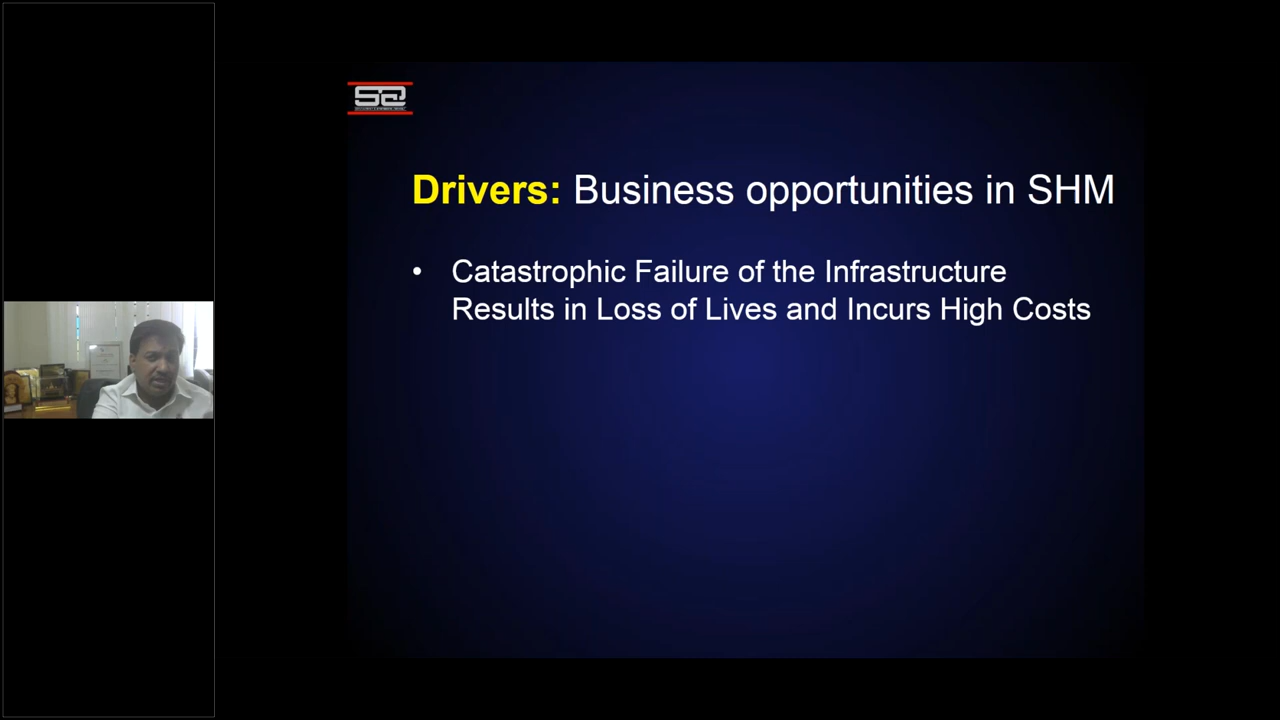 Drivers: Business opportunities in SHM
• Catastrophic Failure of the Infrastructure
Results in Loss of Lives and Incurs High Costs